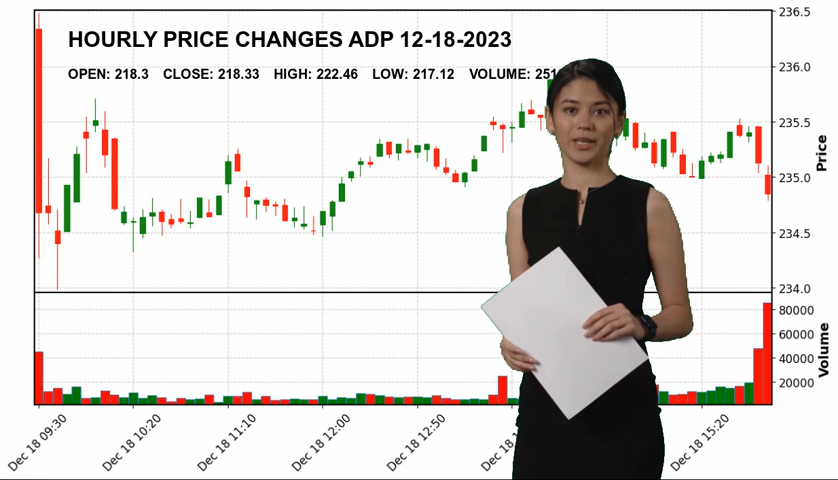 HOURLY PRICE CHANGES ADP 12-18-2023
OPEN: 218.3 CLOSE: 218.33 HIGH: 222.46 LOW: 217.12 VOLUME: 251
236.5
236.0
235.5
235.0
234.5
234.0
Price
80000
60000
40000
20000
Volume
Dec 18 09:30
Dec 18 10:20
Dec 18 11:10
Dec 18 12:00
Dec 18 12:50
Dec 18 15:20